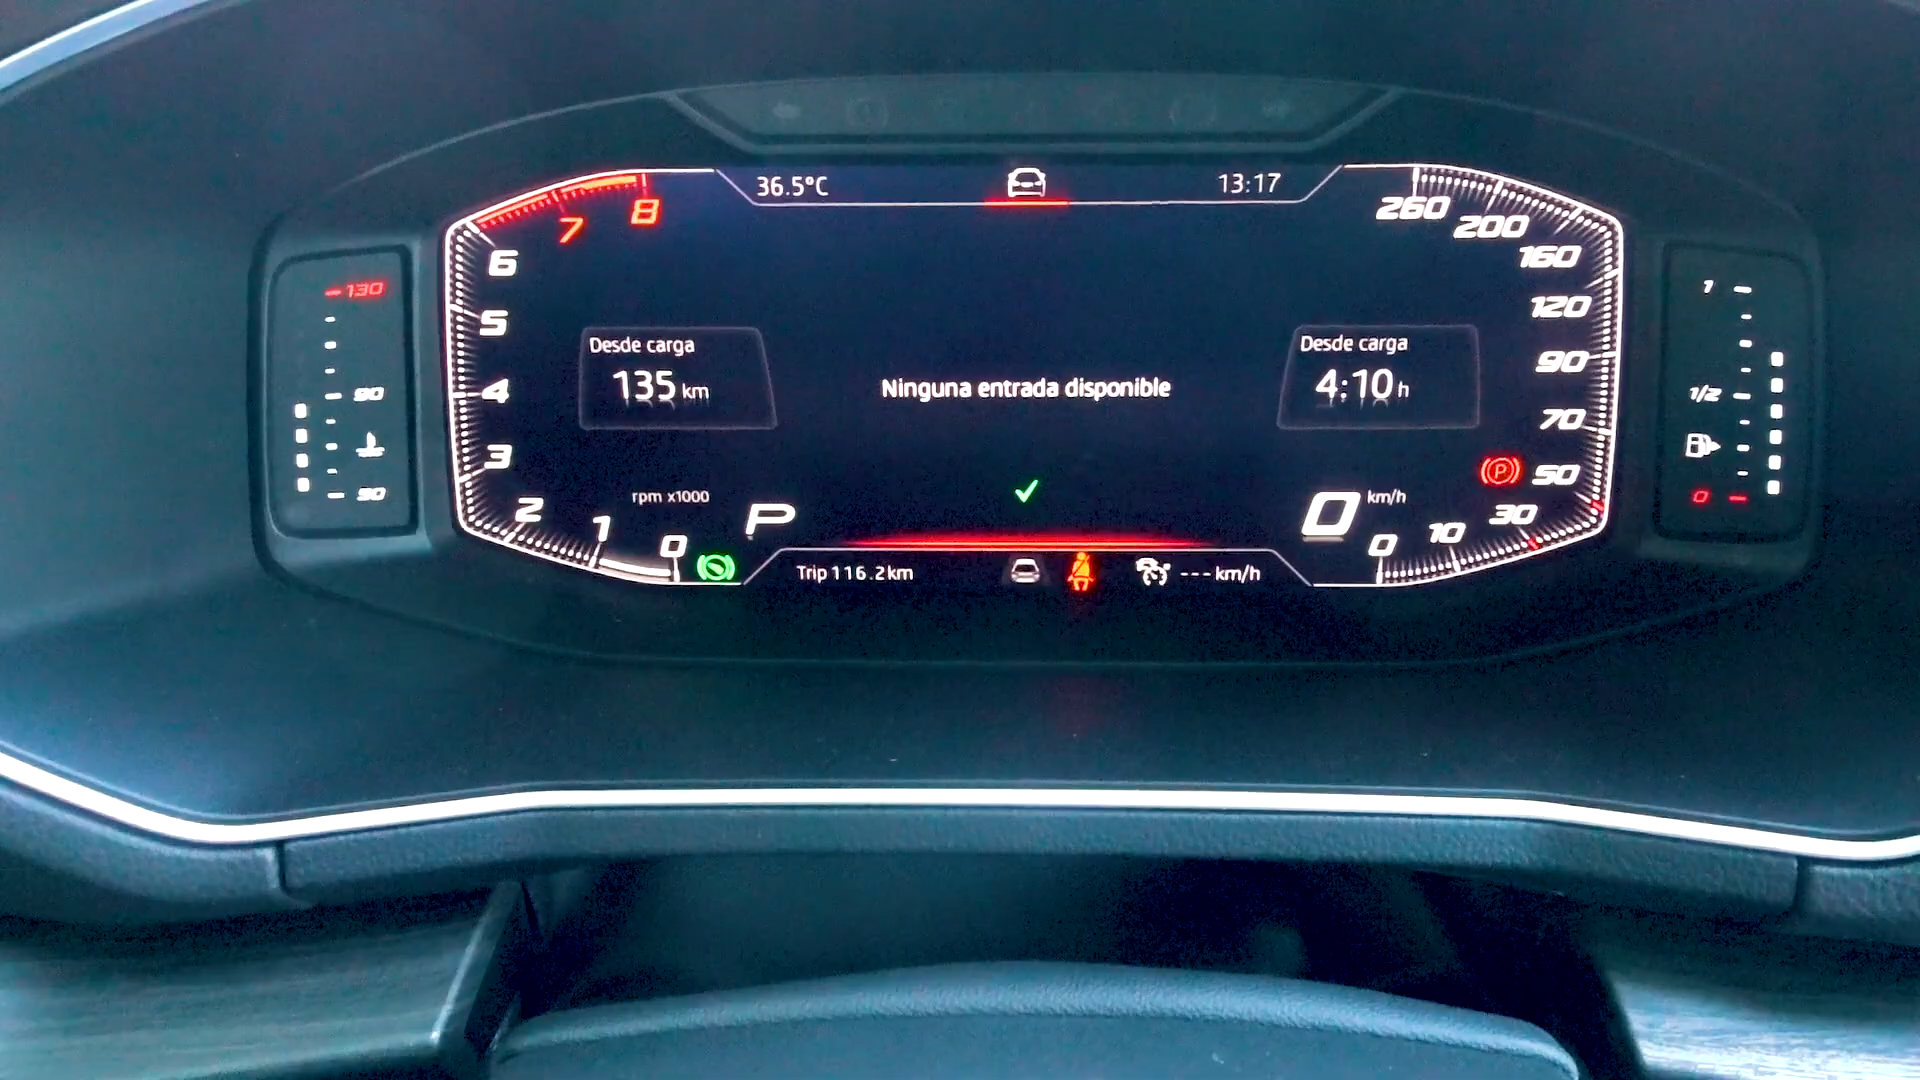 36.5°C
13:17
8
7
6
5
4
3
2
1
0
rpm x1000
P
130
90
50
Desde carga
135 km
Ninguna entrada disponible
Desde carga
4:10 h
260
200
160
120
90
70
50
30
10
0
P
0 km/h
Trip 116.2 km
--- km/h
1
1/2
0